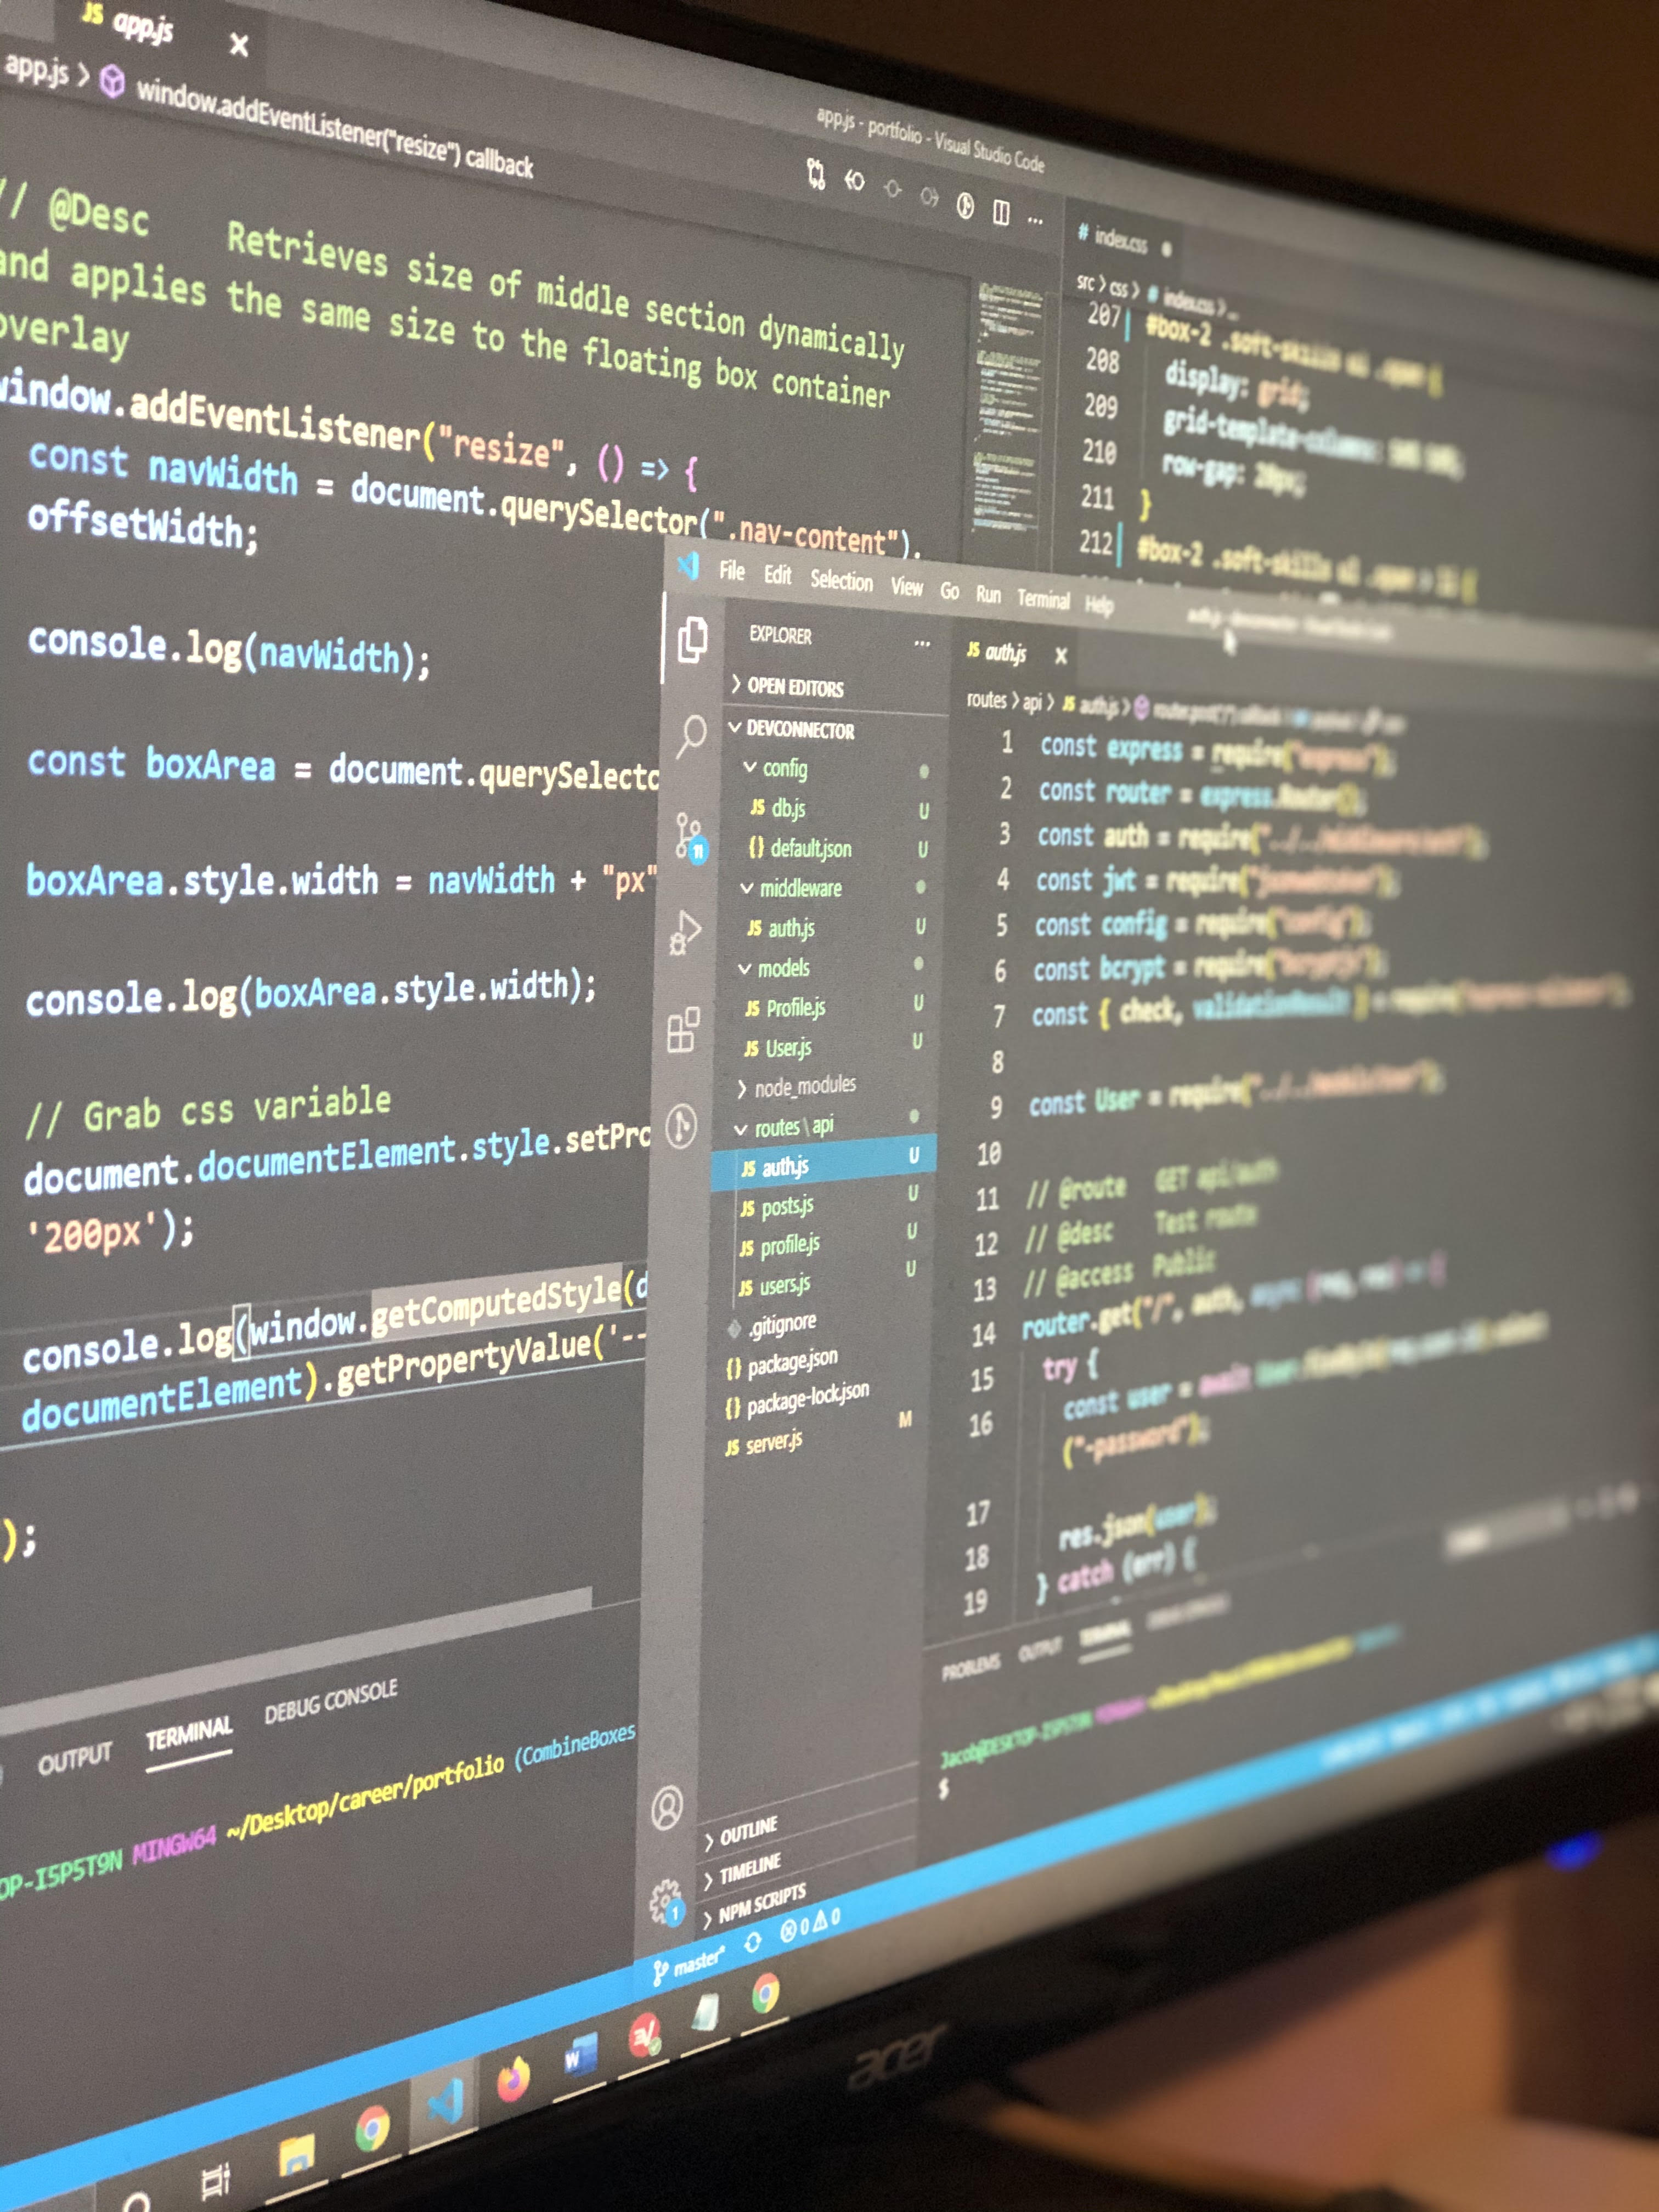 JS app.js ×
app.js > window.addEventListener("resize") callback
app.js - portfolio - Visual Studio Code
// @Desc Retrieves size of middle section dynamically
and applies the same size to the floating box container
overlay
window.addEventListener("resize", () => {
const navWidth = document.querySelector(".nav-content").
offsetWidth;
console.log(navWidth);
const boxArea = document.querySelecto
boxArea.style.width = navWidth + "px"
console.log(boxArea.style.width);
// Grab css variable
document.documentElement.style.setPro
'200px');
console.log(window.getComputedStyle(d
documentElement).getPropertyValue('--
);
OUTPUT TERMINAL DEBUG CONSOLE
OP-I5P5T9N MINGW64 ~/Desktop/career/portfolio (CombineBoxes
# index.css
src > css > # index.css > ...
207 #box-2 .soft-skills ul .span {
208 display: grid;
209 grid-template-columns:
210 row-gap: 20px;
211 }
212 #box-2 .soft-skills ul .span > li {
File Edit Selection View Go Run Terminal Help
EXPLORER ...
> OPEN EDITORS
DEVCONNECTOR
config
JS db.js U
{} default.json U
middleware
JS auth.js U
models
JS Profile.js U
JS User.js U
> node_modules
routes \ api
JS auth.js U
JS posts.js U
JS profile.js U
JS users.js U
.gitignore
{} package.json
{} package-lock.json M
JS server.js
> OUTLINE
> TIMELINE
> NPM SCRIPTS
11
1
master* 0 0
JS auth.js ×
routes > api > JS auth.js >
1 const express = require("express");
2 const router = express.Router();
3 const auth = require("../../middleware/auth");
4 const jwt = require("jsonwebtoken");
5 const config = require("config");
6 const bcrypt = require("bcryptjs");
7 const { check, validationResult } = require("express-validator");
8
9 const User = require("../../models/User");
10
11 // @route GET api/auth
12 // @desc Test route
13 // @access Public
14 router.get("/", auth, async (req, res) => {
15 try {
16 const user = await User.findById(req.user.id).select
("-password");
17
18 res.json(user);
19 } catch (err) {
PROBLEMS OUTPUT TERMINAL DEBUG CONSOLE
Jacob@DESKTOP-I5P5T9N MINGW64
$
acer